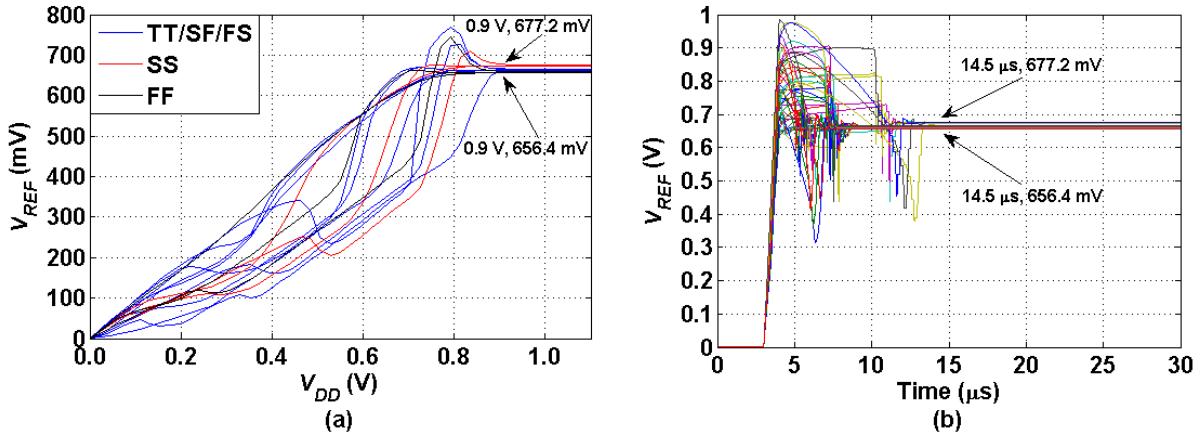 800
700
600
500
400
300
200
100
0
V_REF (mV)
TT/SF/FS
SS
FF
0.9 V, 677.2 mV
0.9 V, 656.4 mV
0.0 0.2 0.4 0.6 0.8 1.0
V_DD (V)
(a)
1
0.9
0.8
0.7
0.6
0.5
0.4
0.3
0.2
0.1
0
V_REF (V)
14.5 μs, 677.2 mV
14.5 μs, 656.4 mV
0 5 10 15 20 25 30
Time (μs)
(b)